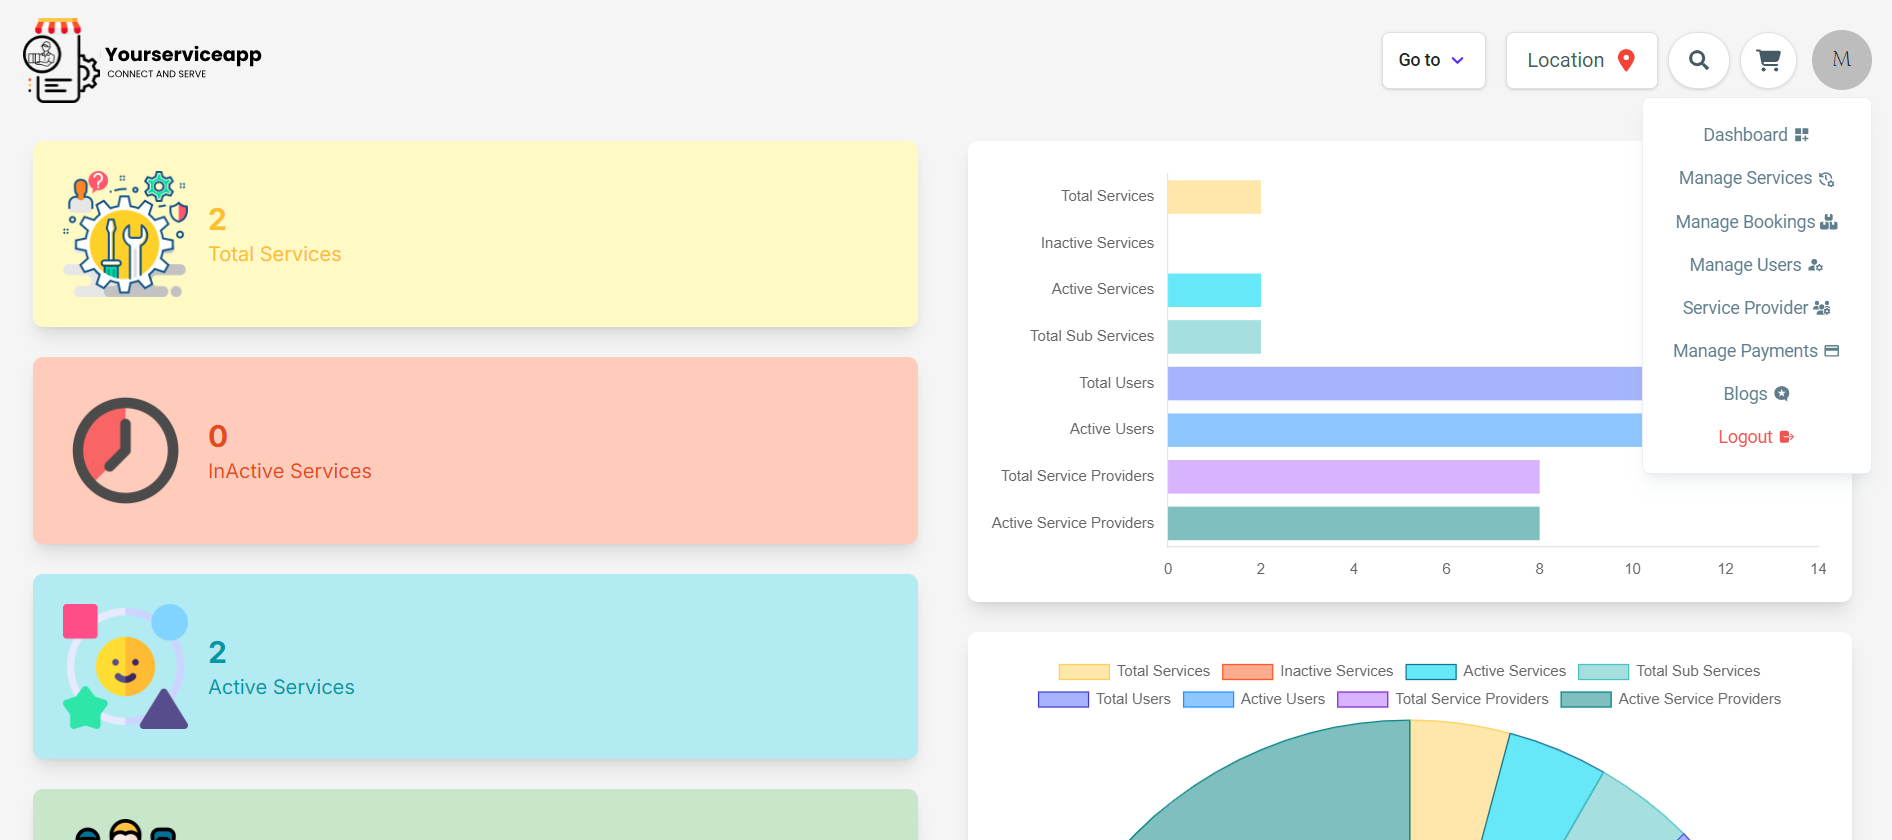 Yourserviceapp
CONNECT AND SERVE
Go to
Location
M
Dashboard
Manage Services
Manage Bookings
Manage Users
Service Provider
Manage Payments
Blogs
Logout
2
Total Services
0
InActive Services
2
Active Services
Total Services
Inactive Services
Active Services
Total Sub Services
Total Users
Active Users
Total Service Providers
Active Service Providers
0 2 4 6 8 10 12 14
Total Services Inactive Services Active Services Total Sub Services
Total Users Active Users Total Service Providers Active Service Providers